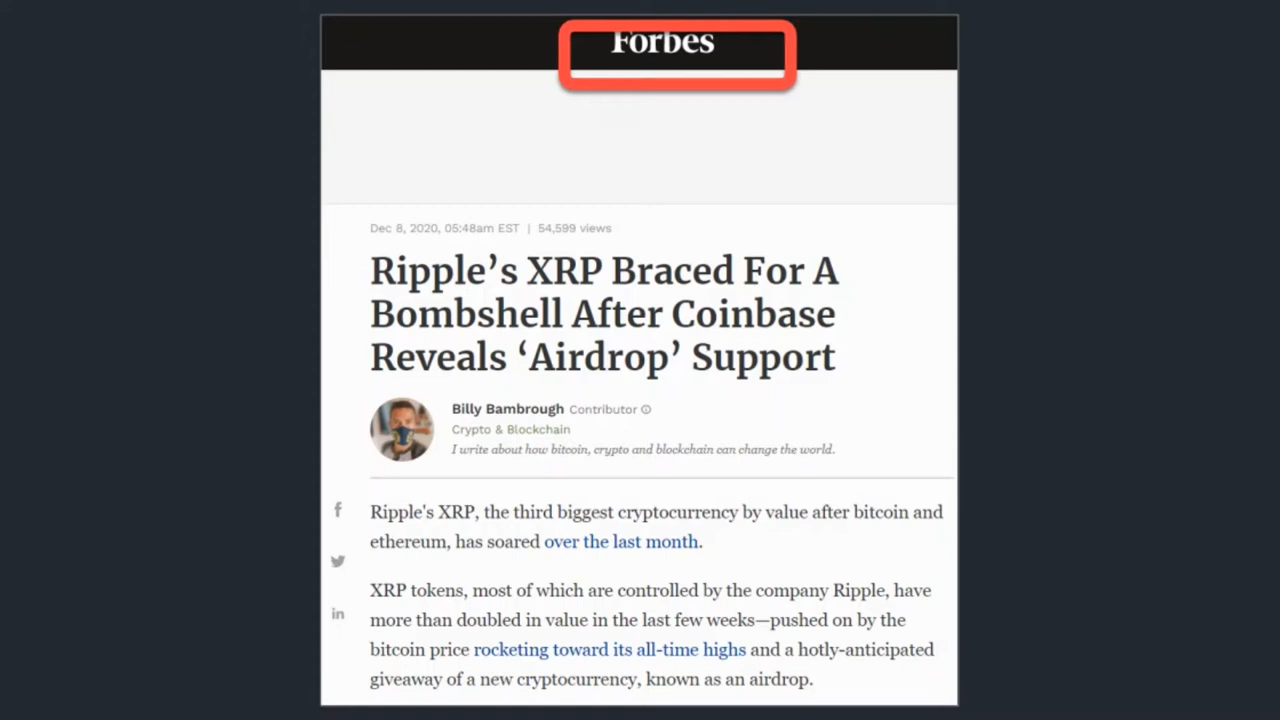 Forbes
Dec 8, 2020, 05:48am EST | 54,599 views
Ripple’s XRP Braced For A
Bombshell After Coinbase
Reveals ‘Airdrop’ Support
Billy Bambrough Contributor
Crypto & Blockchain
I write about how bitcoin, crypto and blockchain can change the world.
Ripple's XRP, the third biggest cryptocurrency by value after bitcoin and
ethereum, has soared over the last month.
XRP tokens, most of which are controlled by the company Ripple, have
more than doubled in value in the last few weeks—pushed on by the
bitcoin price rocketing toward its all-time highs and a hotly-anticipated
giveaway of a new cryptocurrency, known as an airdrop.